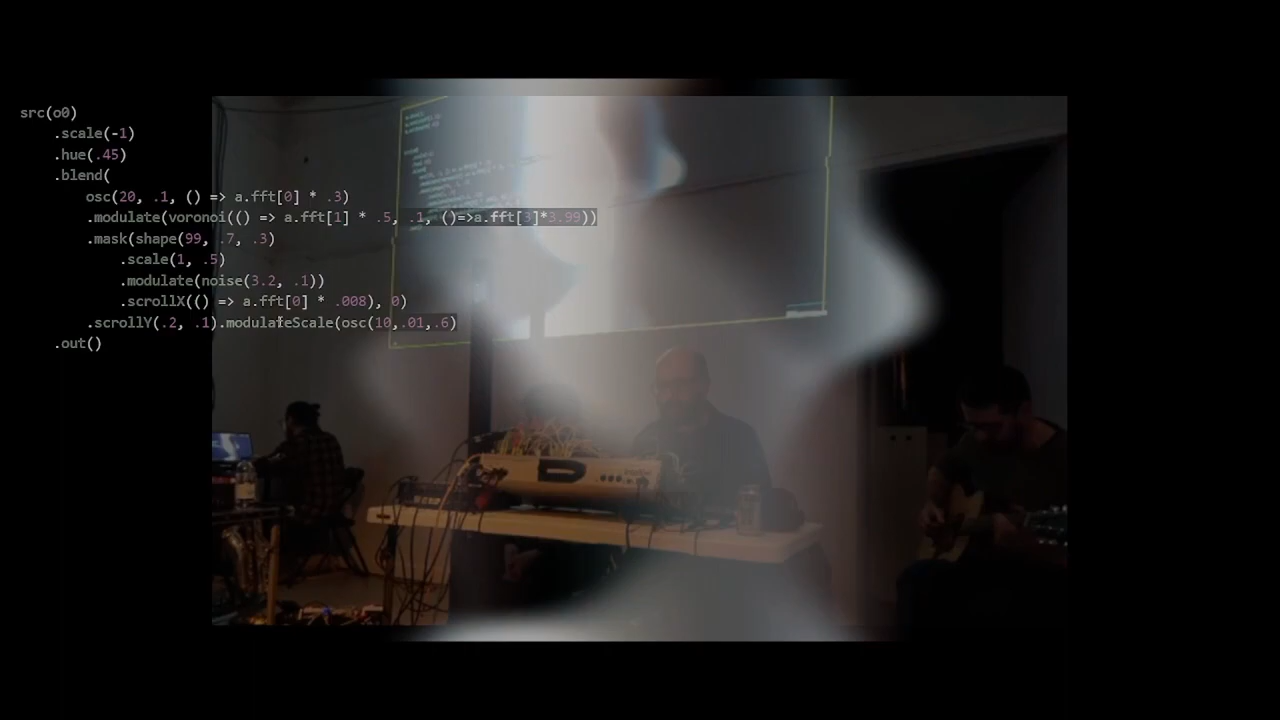 src(o0)
.scale(-1)
.hue(.45)
.blend(
osc(20, .1, () => a.fft[0] * .3)
.modulate(voronoi(() => a.fft[1] * .5, .1, ()=>a.fft[3]*3.99))
.mask(shape(99, .7, .3)
.scale(1, .5)
.modulate(noise(3.2, .1))
.scrollX(() => a.fft[0] * .008), 0)
.scrollY(.2, .1).modulateScale(osc(10,.01,.6)
.out()